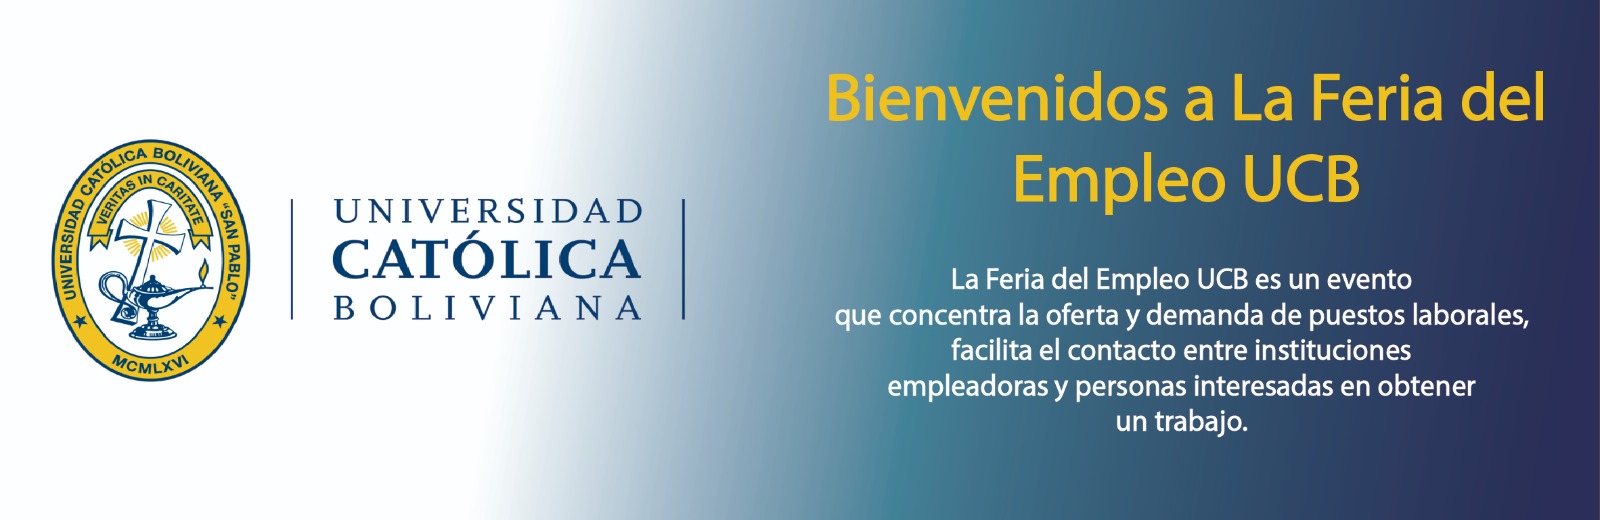 UNIVERSIDAD CATÓLICA BOLIVIANA "SAN PABLO"
VERITAS IN CARITATE
MCMLXVI
UNIVERSIDAD
CATÓLICA
BOLIVIANA
Bienvenidos a La Feria del
Empleo UCB
La Feria del Empleo UCB es un evento
que concentra la oferta y demanda de puestos laborales,
facilita el contacto entre instituciones
empleadoras y personas interesadas en obtener
un trabajo.